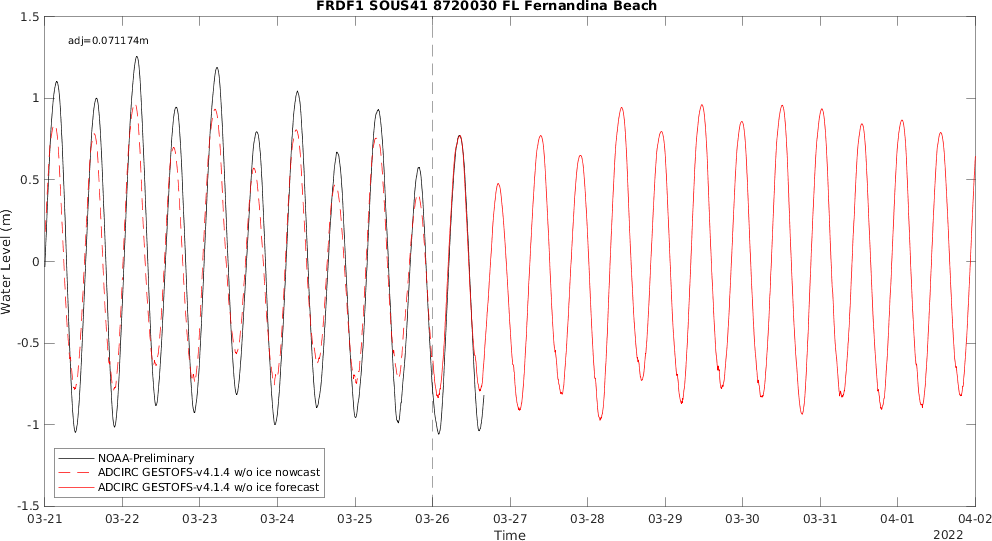 FRDF1 SOUS41 8720030 FL Fernandina Beach
1.5
adj=0.071174m
1
0.5
0
-0.5
-1
-1.5
Water Level (m)
NOAA-Preliminary
ADCIRC GESTOFS-v4.1.4 w/o ice nowcast
ADCIRC GESTOFS-v4.1.4 w/o ice forecast
03-21 03-22 03-23 03-24 03-25 03-26 03-27 03-28 03-29 03-30 03-31 04-01 04-02
Time
2022